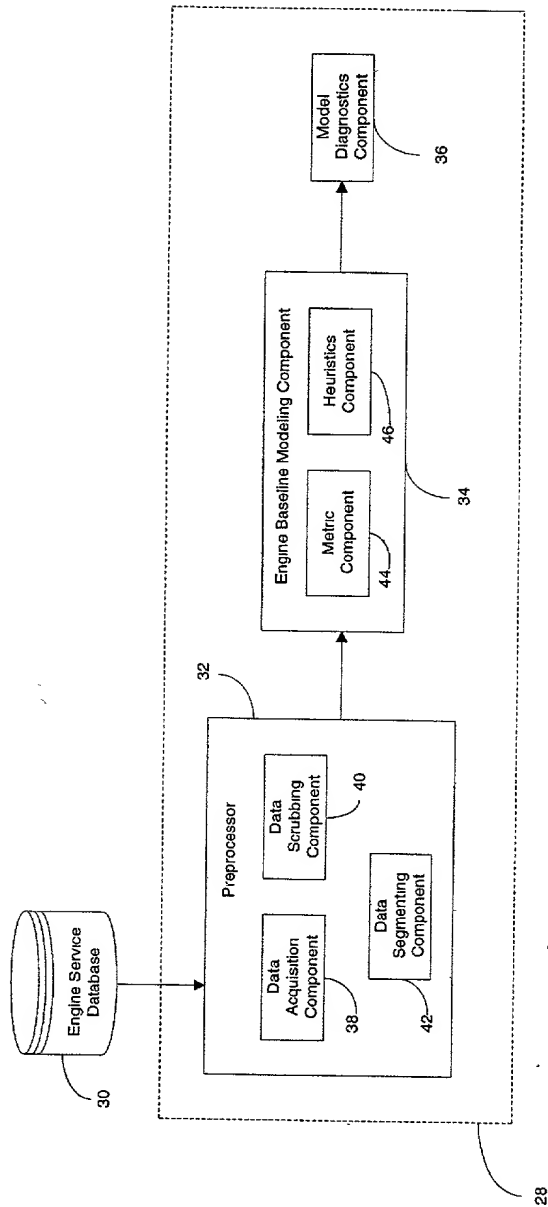 30
Engine Service
Database
Preprocessor
32
Data
Acquisition
Component
38
Data
Scrubbing
Component
40
Data
Segmenting
Component
42
Engine Baseline Modeling Component
Metric
Component
44
Heuristics
Component
46
34
Model
Diagnostics
Component
36
28